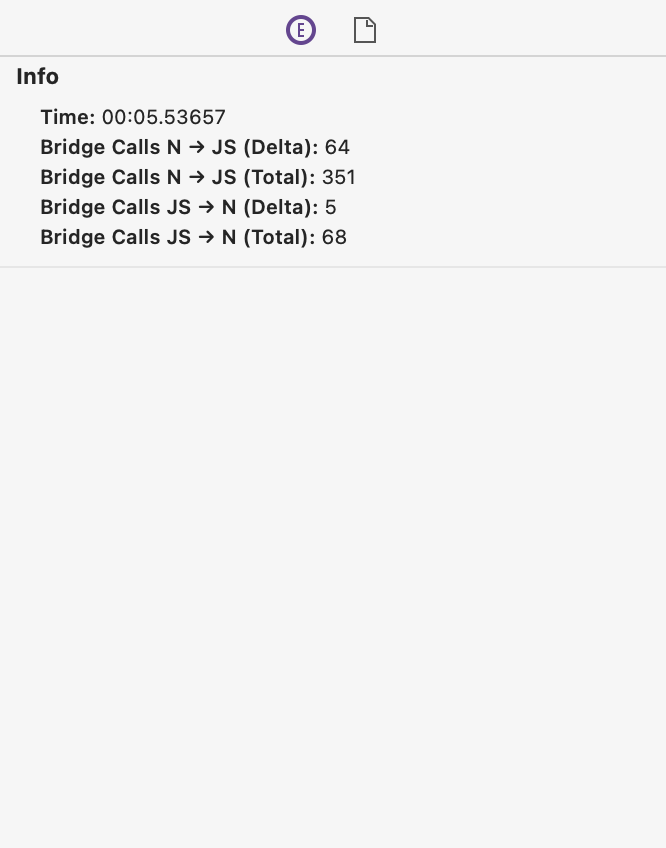 E
Info
Time: 00:05.53657
Bridge Calls N → JS (Delta): 64
Bridge Calls N → JS (Total): 351
Bridge Calls JS → N (Delta): 5
Bridge Calls JS → N (Total): 68